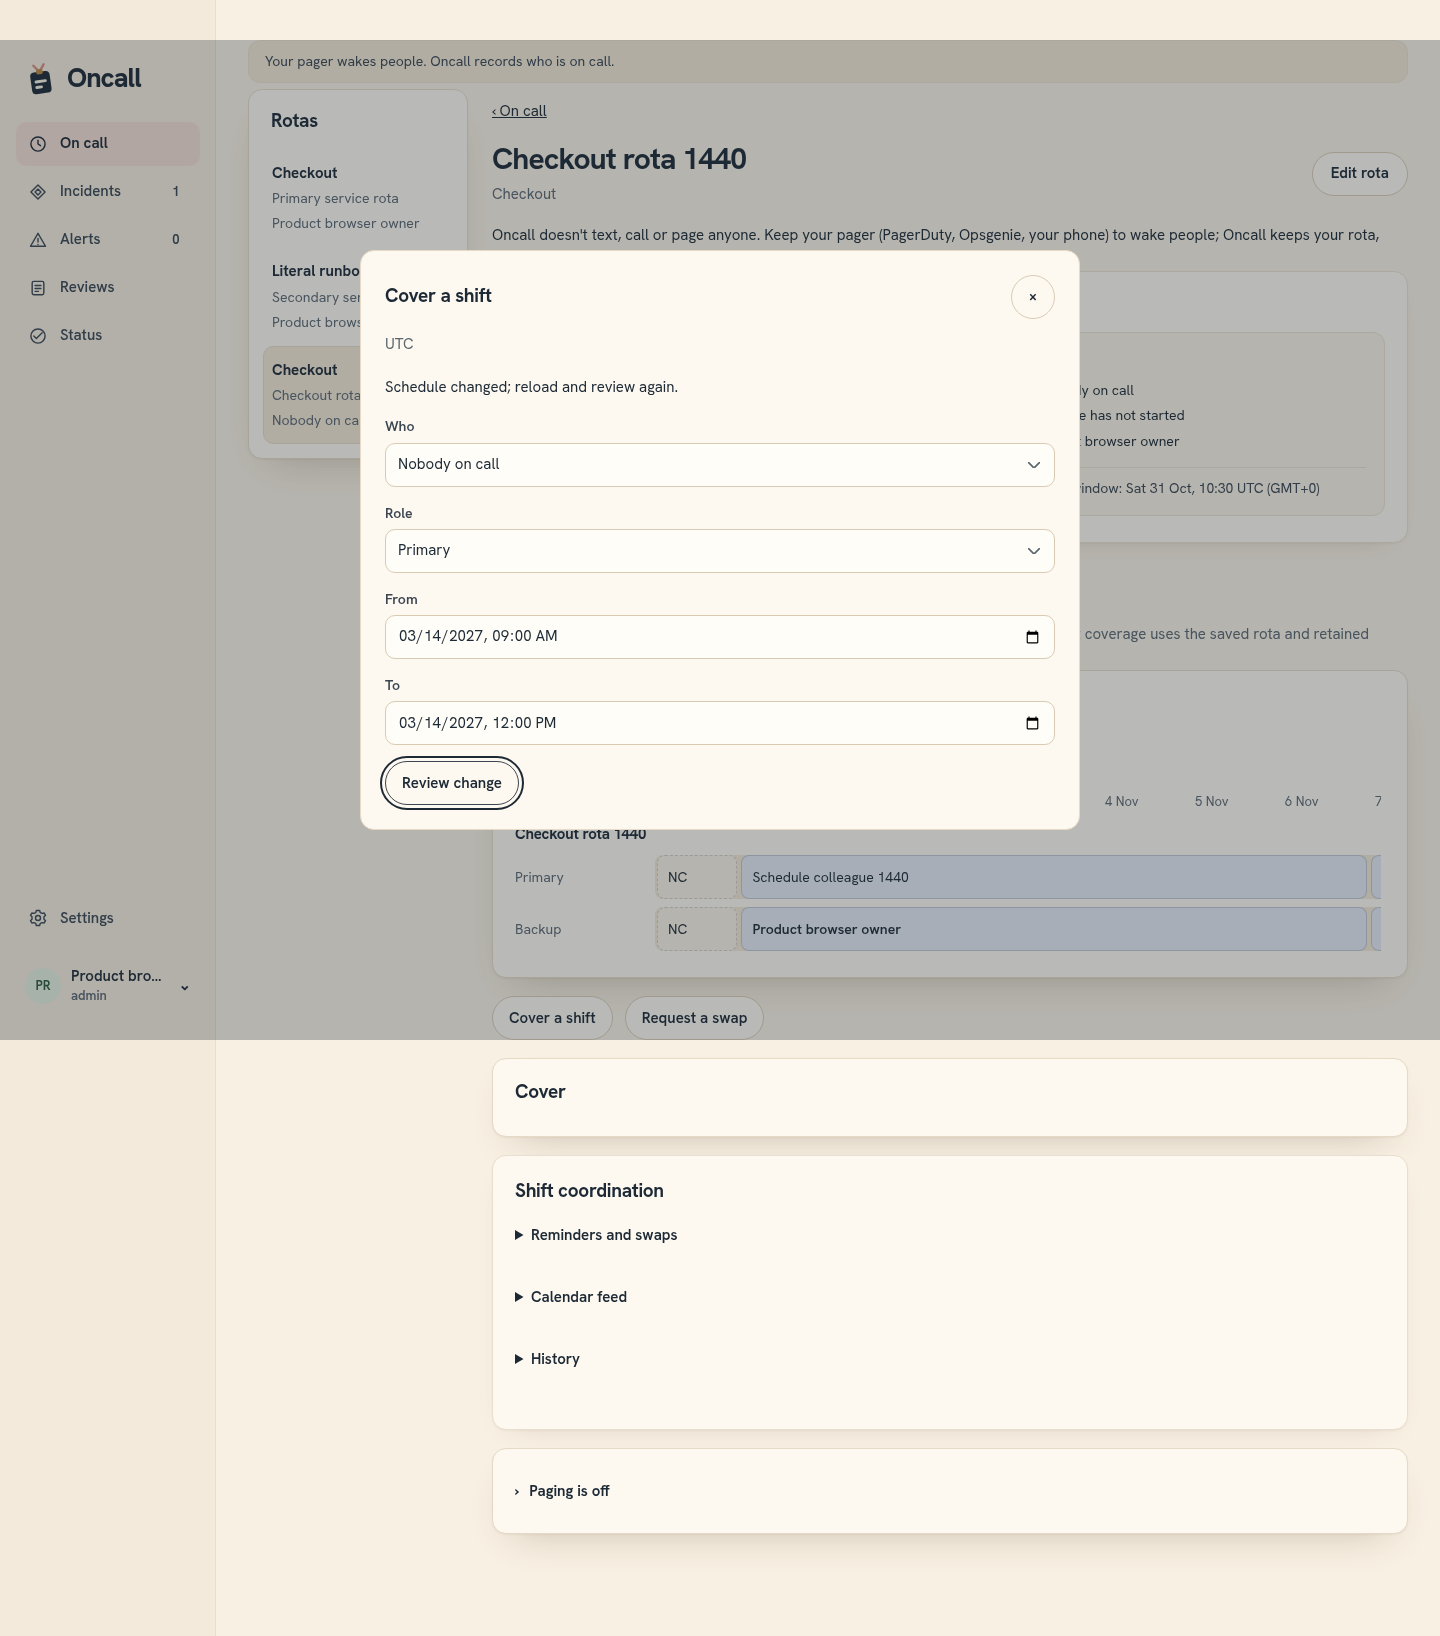 Your pager wakes people. Oncall records who is on call.
Oncall
On call
Incidents 1
Alerts 0
Reviews
Status
Settings
PR
Product bro...
admin
Rotas
Checkout
Primary service rota
Product browser owner
Literal runbo
Secondary
Product
Checkout
Checkout rota
Nobody on ca
‹ On call
Checkout rota 1440
Checkout
Edit rota
Oncall doesn't text, call or page anyone. Keep your pager (PagerDuty, Opsgenie, your phone) to wake people; Oncall keeps your rota,
Cover a shift
×
UTC
Schedule changed; reload and review again.
Who
Nobody on call
Role
Primary
From
03/14/2027, 09:00 AM
To
03/14/2027, 12:00 PM
Review change
y on call
e has not started
browser owner
indow: Sat 31 Oct, 10:30 UTC (GMT+0)
coverage uses the saved rota and retained
4 Nov 5 Nov 6 Nov 7
Checkout rota 1440
Primary NC Schedule colleague 1440
Backup NC Product browser owner
Cover a shift Request a swap
Cover
Shift coordination
Reminders and swaps
Calendar feed
History
Paging is off